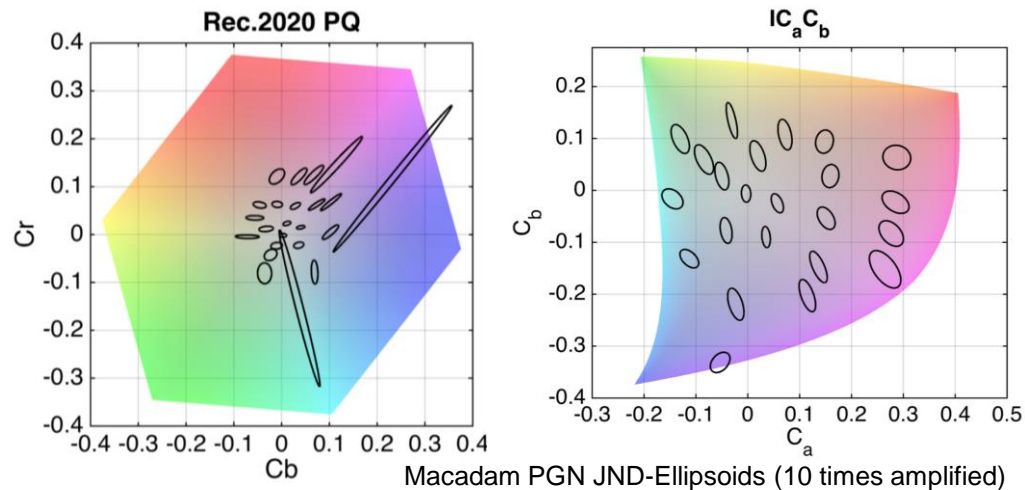 Rec.2020 PQ
Cr
0.4
0.3
0.2
0.1
0
-0.1
-0.2
-0.3
-0.4
-0.4 -0.3 -0.2 -0.1 0 0.1 0.2 0.3 0.4
Cb
ICaCb
Cb
0.2
0.1
0
-0.1
-0.2
-0.3
-0.4
-0.3 -0.2 -0.1 0 0.1 0.2 0.3 0.4 0.5
Ca
Macadam PGN JND-Ellipsoids (10 times amplified)